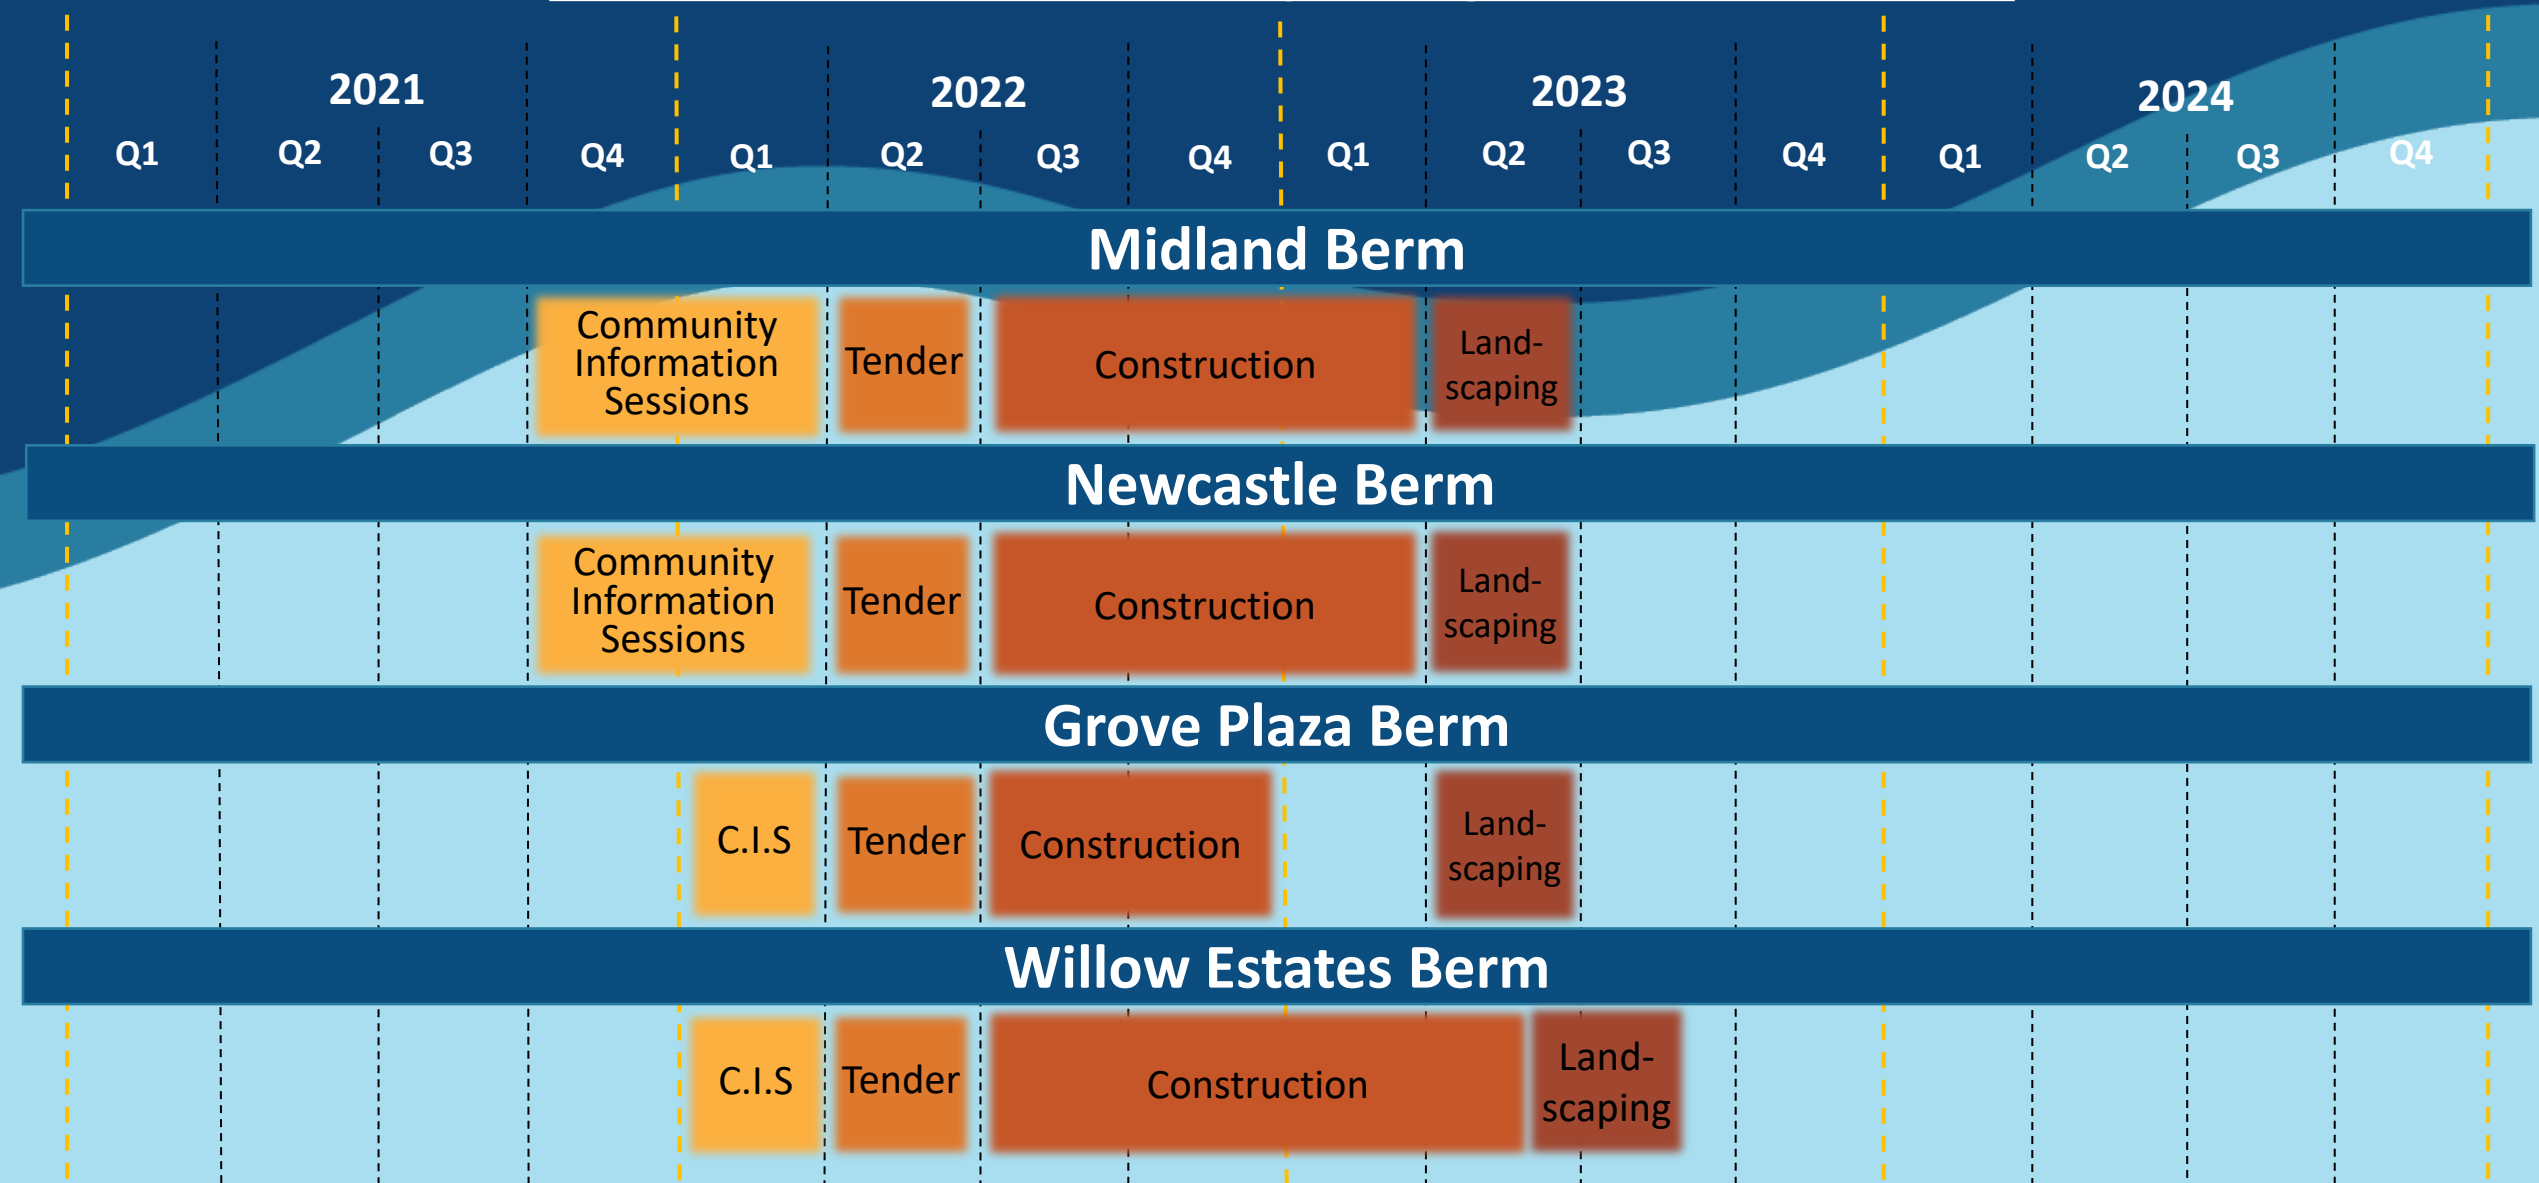 2021 2022 2023 2024
Q1 Q2 Q3 Q4 Q1 Q2 Q3 Q4 Q1 Q2 Q3 Q4 Q1 Q2 Q3 Q4
Midland Berm
Community
Information
Sessions
Tender
Construction
Land-
scaping
Newcastle Berm
Community
Information
Sessions
Tender
Construction
Land-
scaping
Grove Plaza Berm
C.I.S
Tender
Construction
Land-
scaping
Willow Estates Berm
C.I.S
Tender
Construction
Land-
scaping